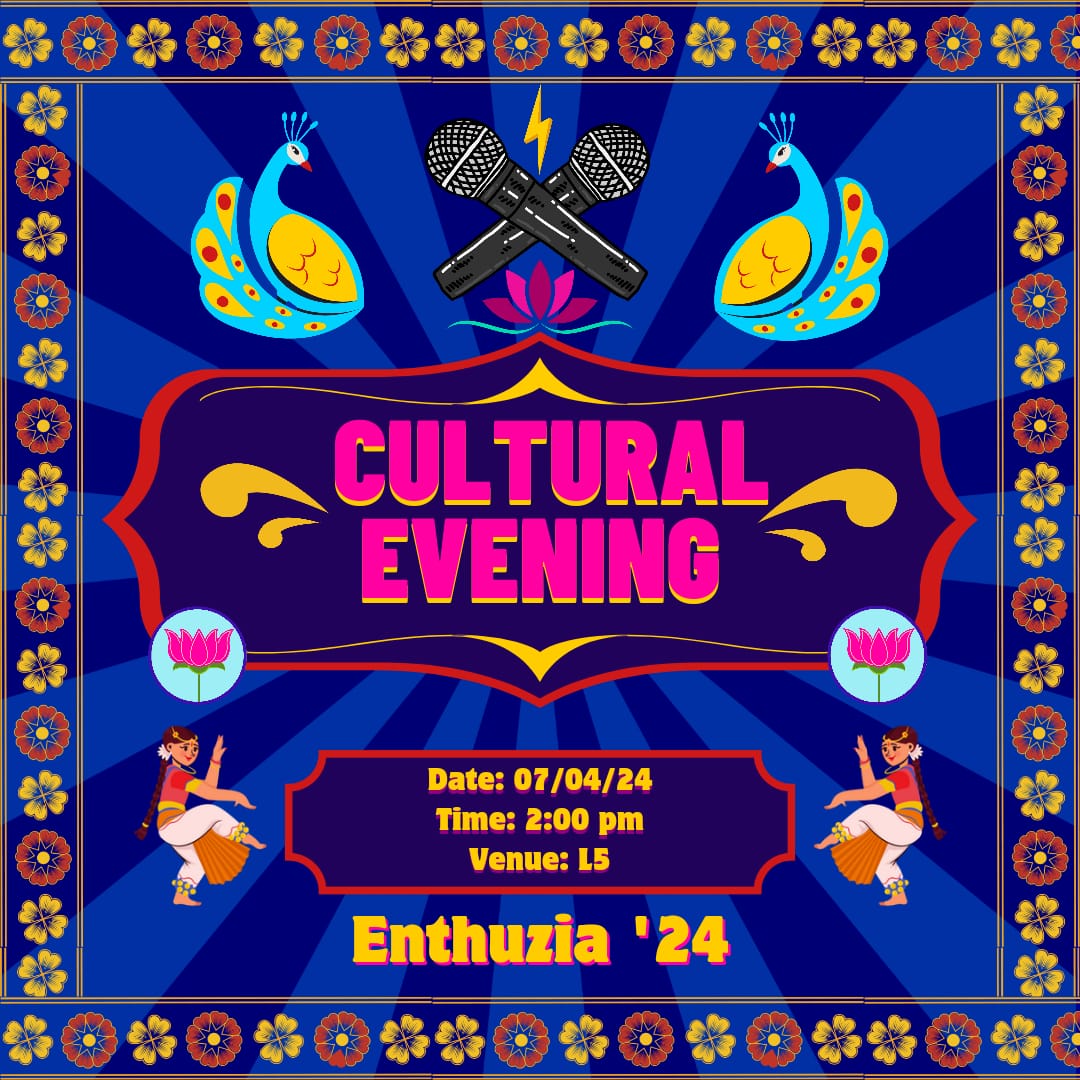 CULTURAL
EVENING
Date: 07/04/24
Time: 2:00 pm
Venue: L5
Enthuzia '24